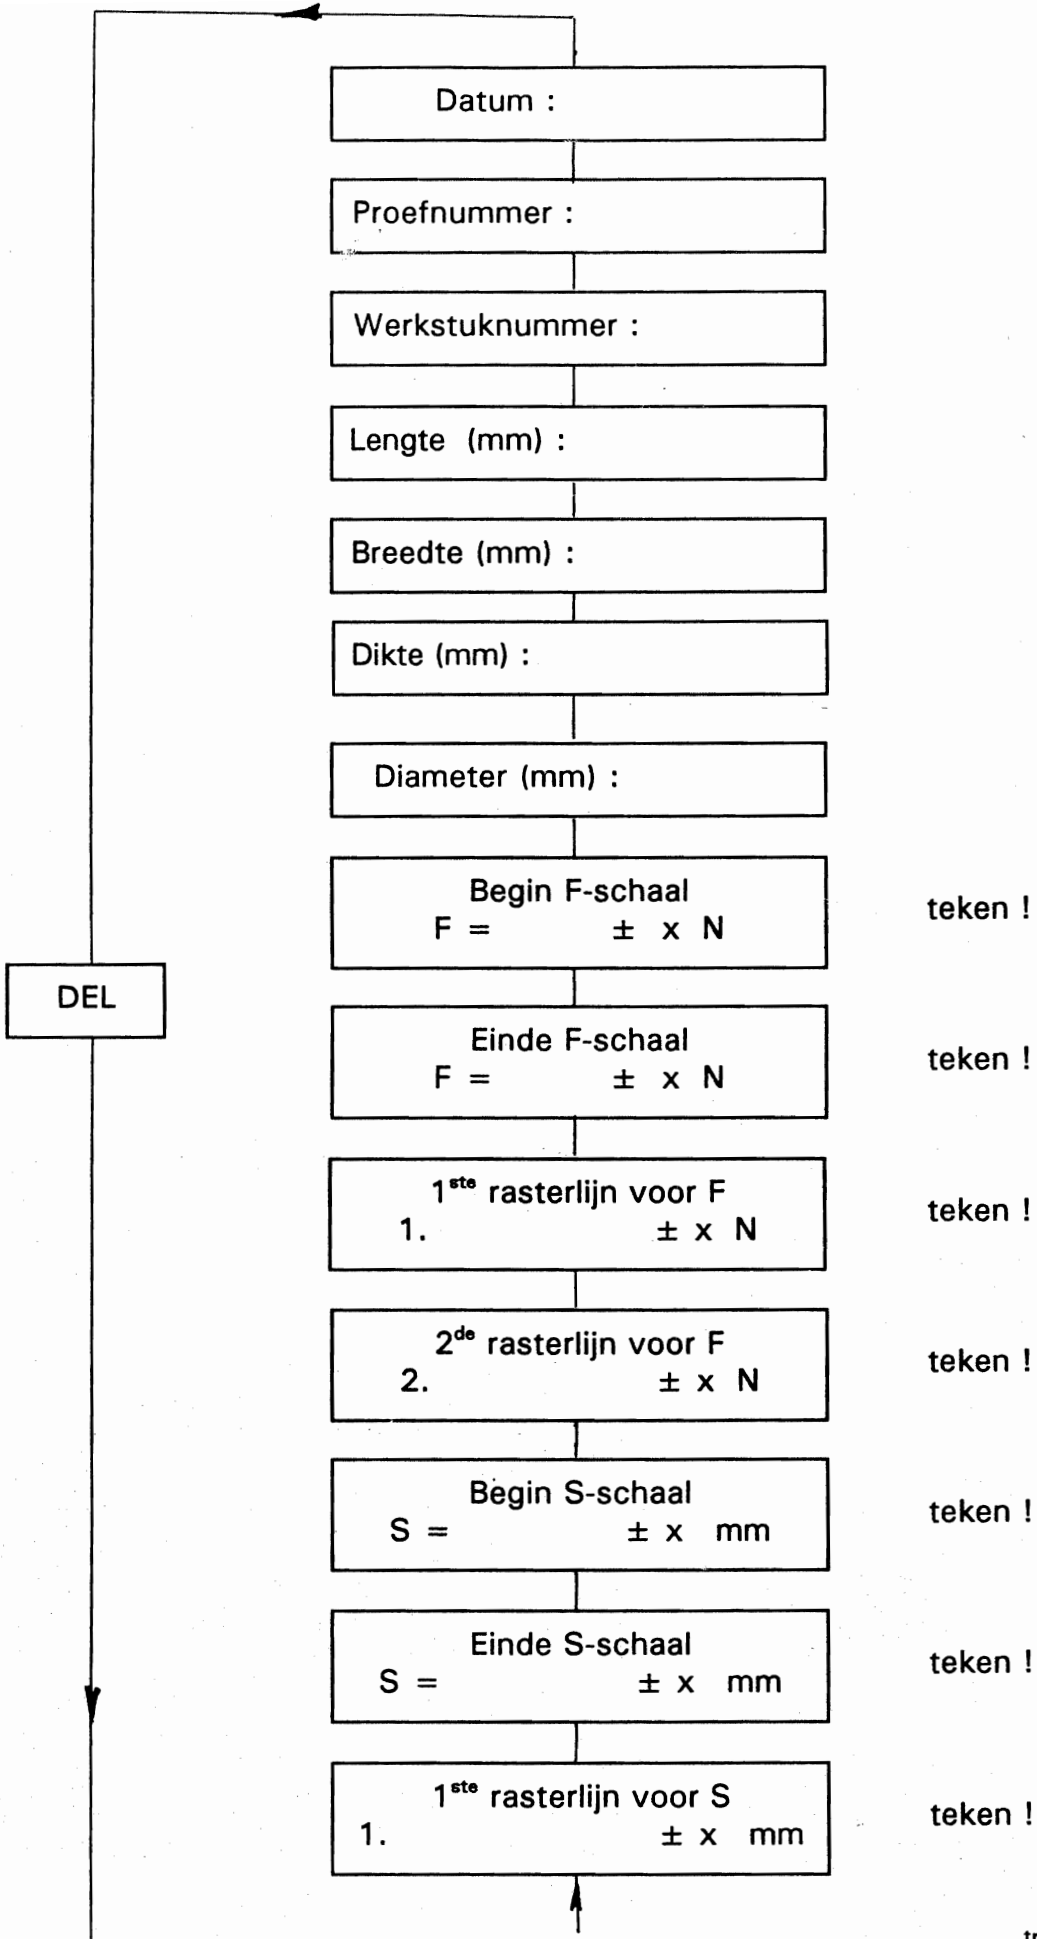 Datum :
Proefnummer :
Werkstuknummer :
Lengte (mm) :
Breedte (mm) :
Dikte (mm) :
Diameter (mm) :
Begin F-schaal
F = ± x N
teken !
DEL
Einde F-schaal
F = ± x N
teken !
1ste rasterlijn voor F
1. ± x N
teken !
2de rasterlijn voor F
2. ± x N
teken !
Begin S-schaal
S = ± x mm
teken !
Einde S-schaal
S = ± x mm
teken !
1ste rasterlijn voor S
1. ± x mm
teken !